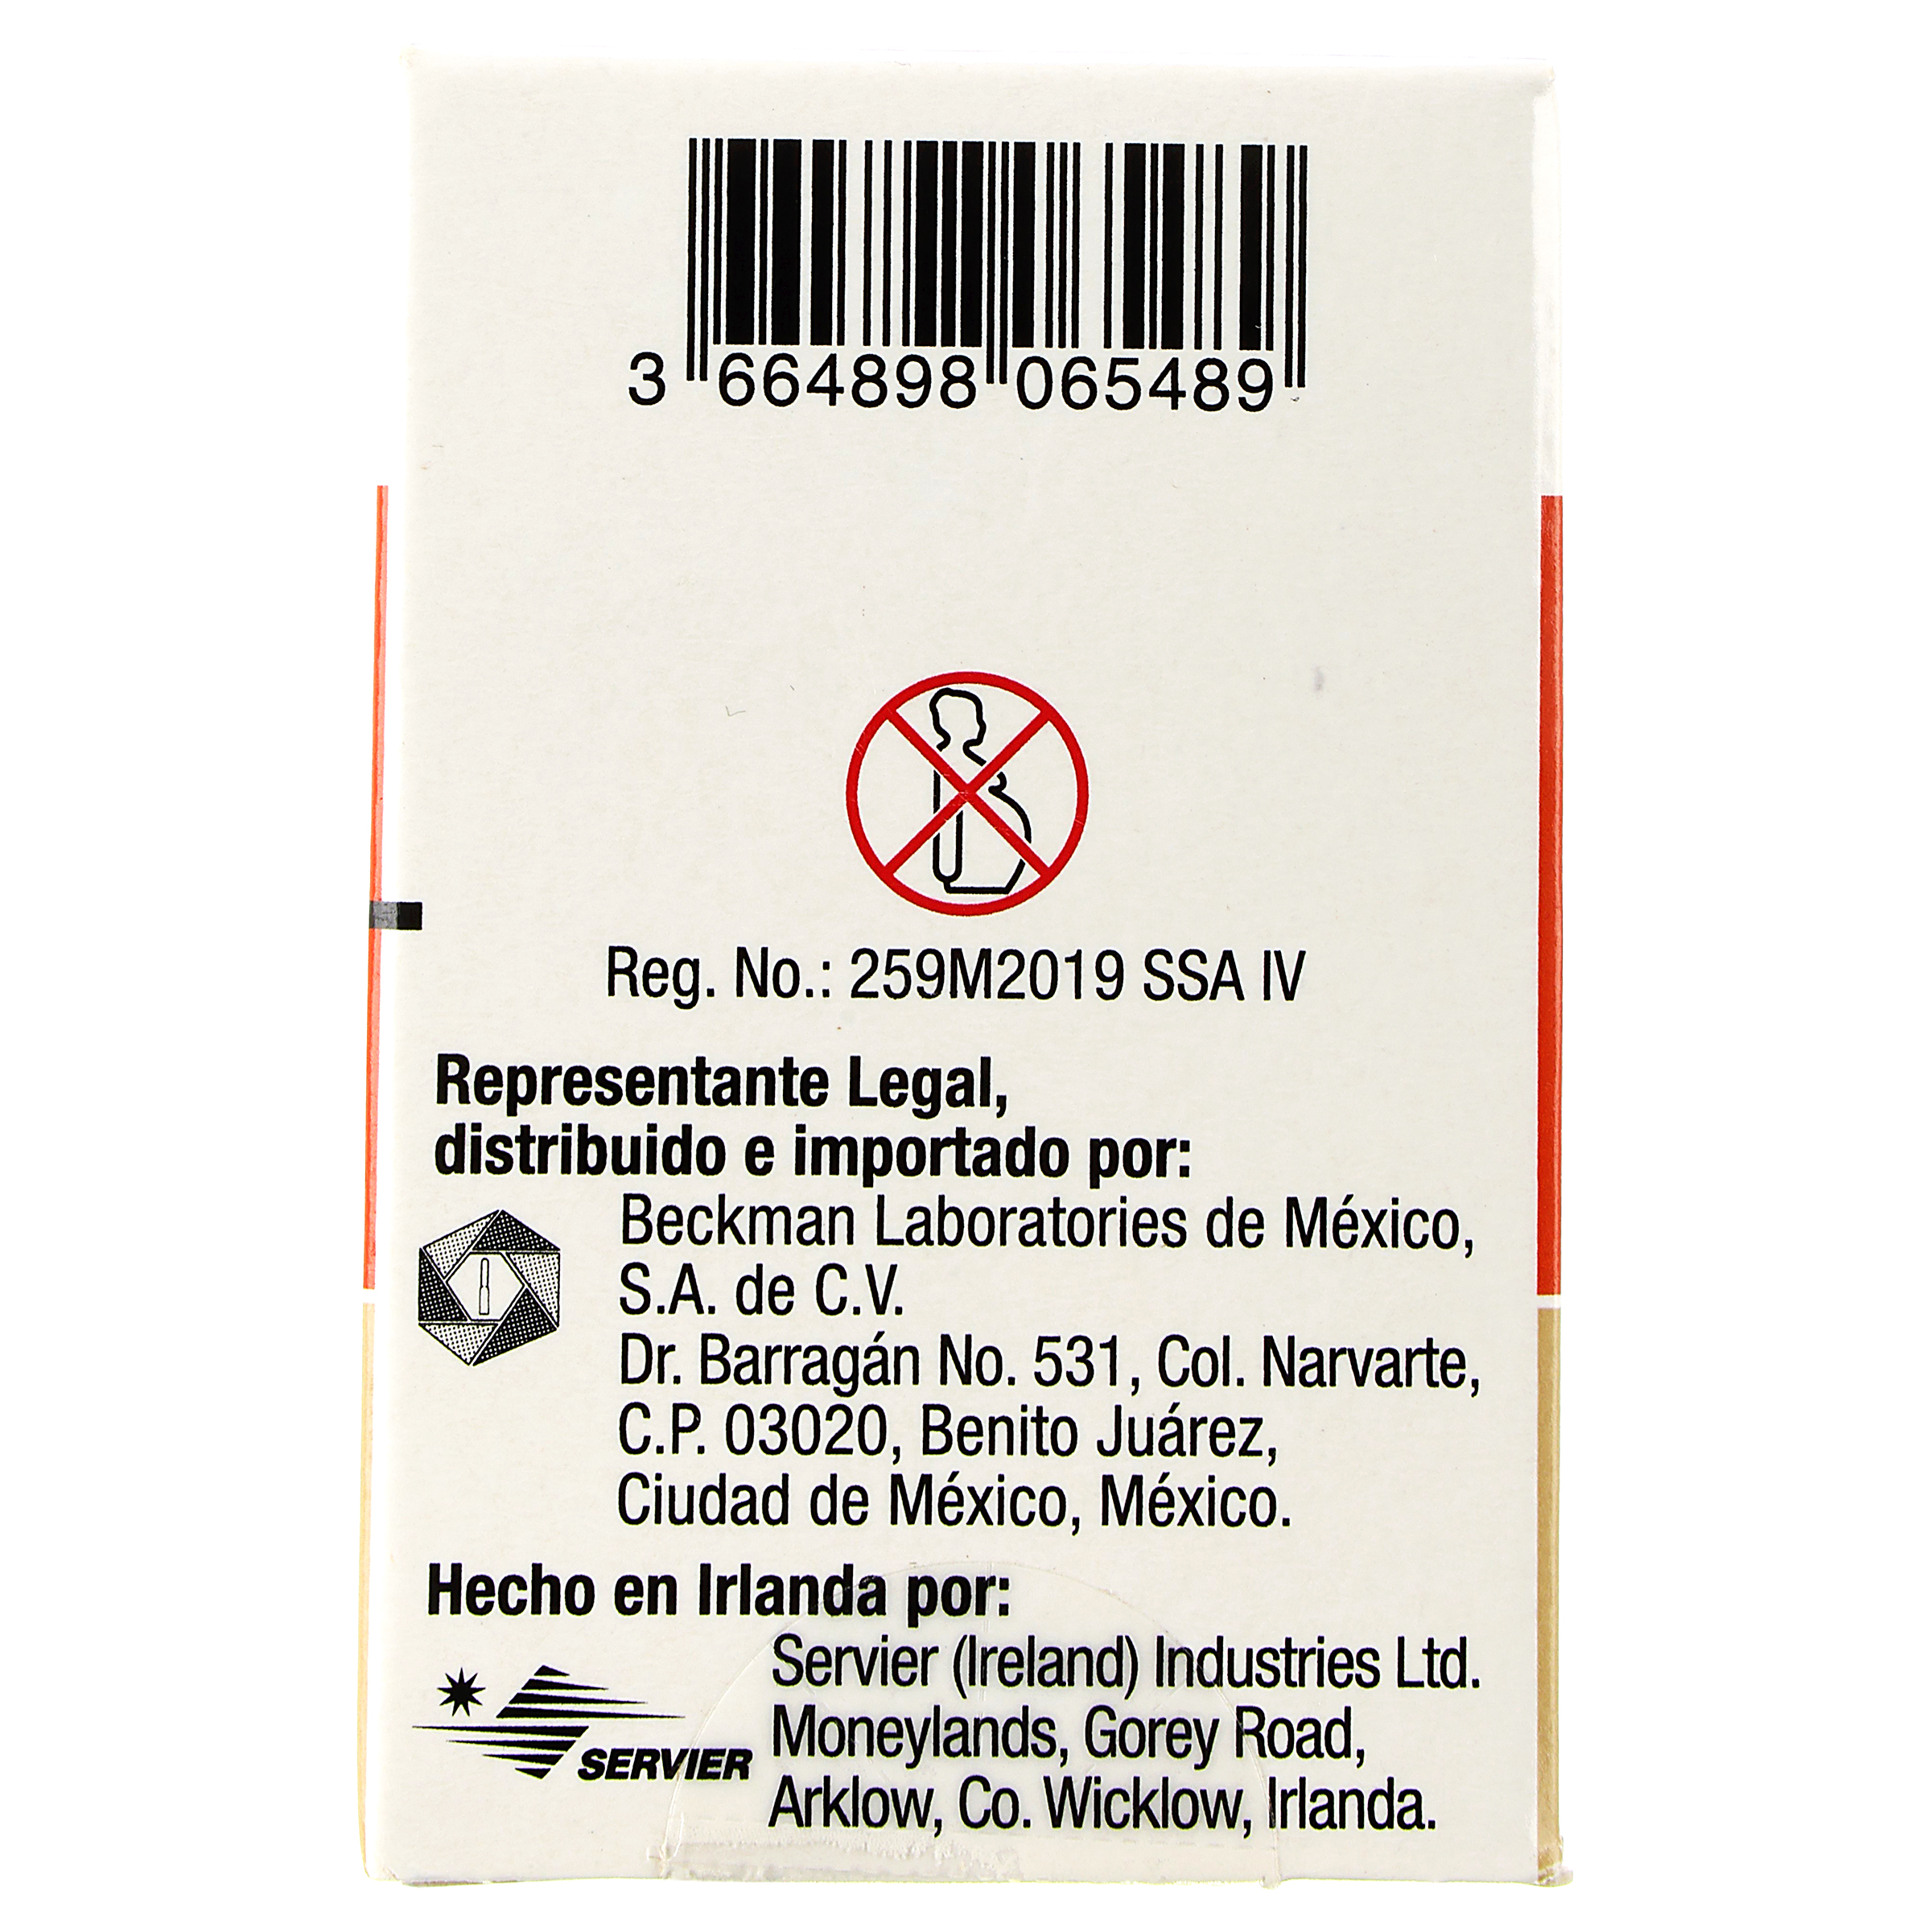 3 664898 065489
Reg. No.: 259M2019 SSA IV
Representante Legal,
distribuido e importado por:
Beckman Laboratories de México,
S.A. de C.V.
Dr. Barragán No. 531, Col. Narvarte,
C.P. 03020, Benito Juárez,
Ciudad de México, México.
Hecho en Irlanda por:
Servier (Ireland) Industries Ltd.
Moneylands, Gorey Road,
SERVIER
Arklow, Co. Wicklow, Irlanda.